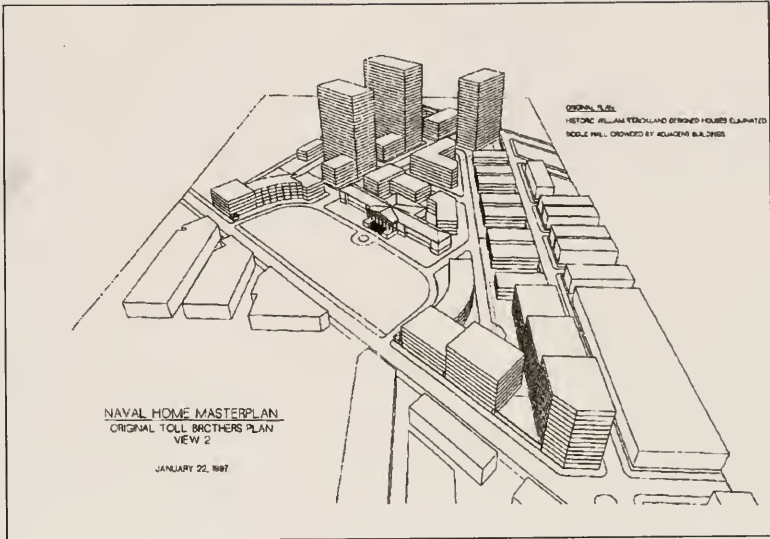 ORIGINAL PLAN
HISTORIC WILLIAM STRICKLAND DESIGNED HOUSES ELIMINATED
BIDDLE HALL CROWDED BY ADJACENT BUILDINGS
NAVAL HOME MASTERPLAN
ORIGINAL TOLL BROTHERS PLAN
VIEW 2
JANUARY 22, 1997